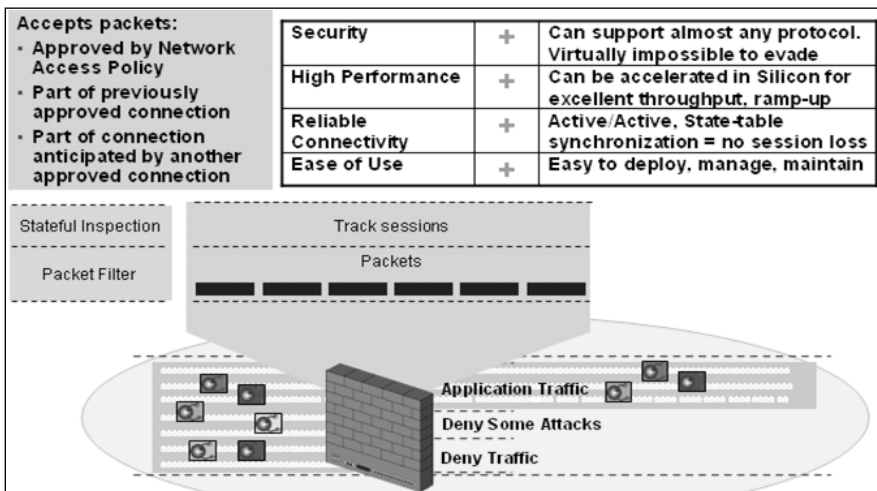 Accepts packets:
▪ Approved by Network
Access Policy
▪ Part of previously
approved connection
▪ Part of connection
anticipated by another
approved connection
Security + Can support almost any protocol.
Virtually impossible to evade
High Performance + Can be accelerated in Silicon for
excellent throughput, ramp-up
Reliable + Active/Active, State-table
Connectivity synchronization = no session loss
Ease of Use + Easy to deploy, manage, maintain
Stateful Inspection
Track sessions
Packet Filter
Packets
Application Traffic
Deny Some Attacks
Deny Traffic